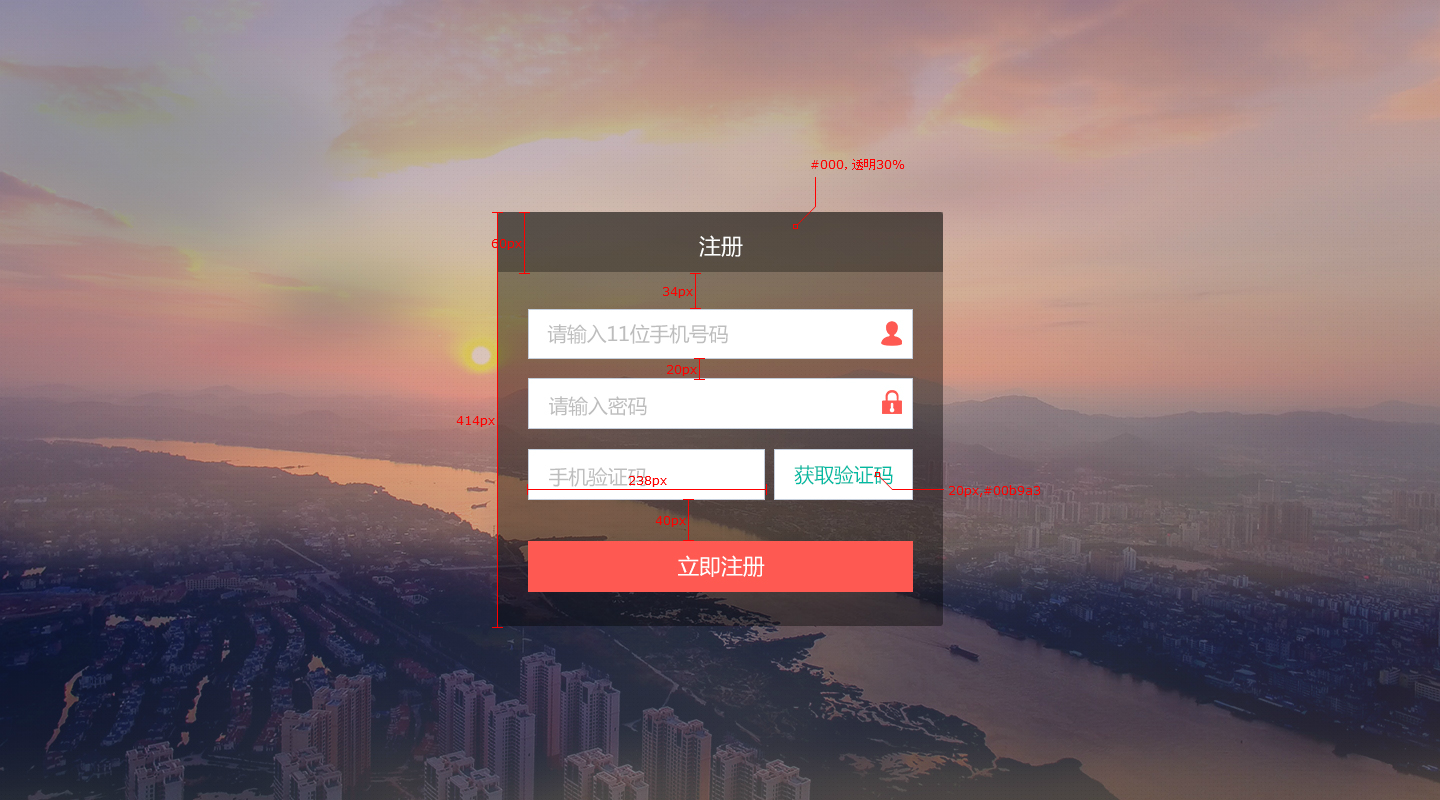 #000, 透明30%
60px
注册
34px
请输入11位手机号码
20px
请输入密码
414px
手机验证码
238px
获取验证码
20px,#00b9a3
40px
立即注册